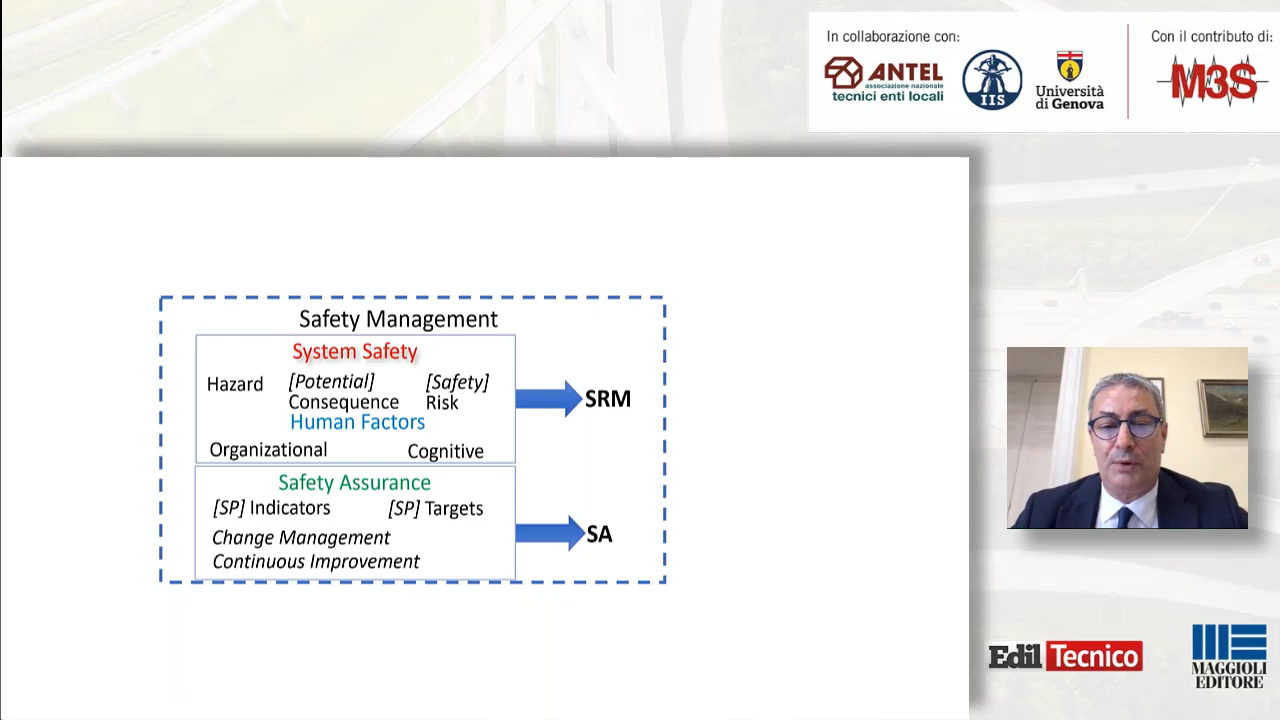 In collaborazione con:
Con il contributo di:
ANTEL
associazione nazionale
tecnici enti locali
IIS
Università
di Genova
M3S
Safety Management
System Safety
Hazard [Potential] [Safety]
Consequence Risk
Human Factors
Organizational Cognitive
SRM
Safety Assurance
[SP] Indicators [SP] Targets
Change Management
Continuous Improvement
SA
EdilTecnico
MAGGIOLI
EDITORE